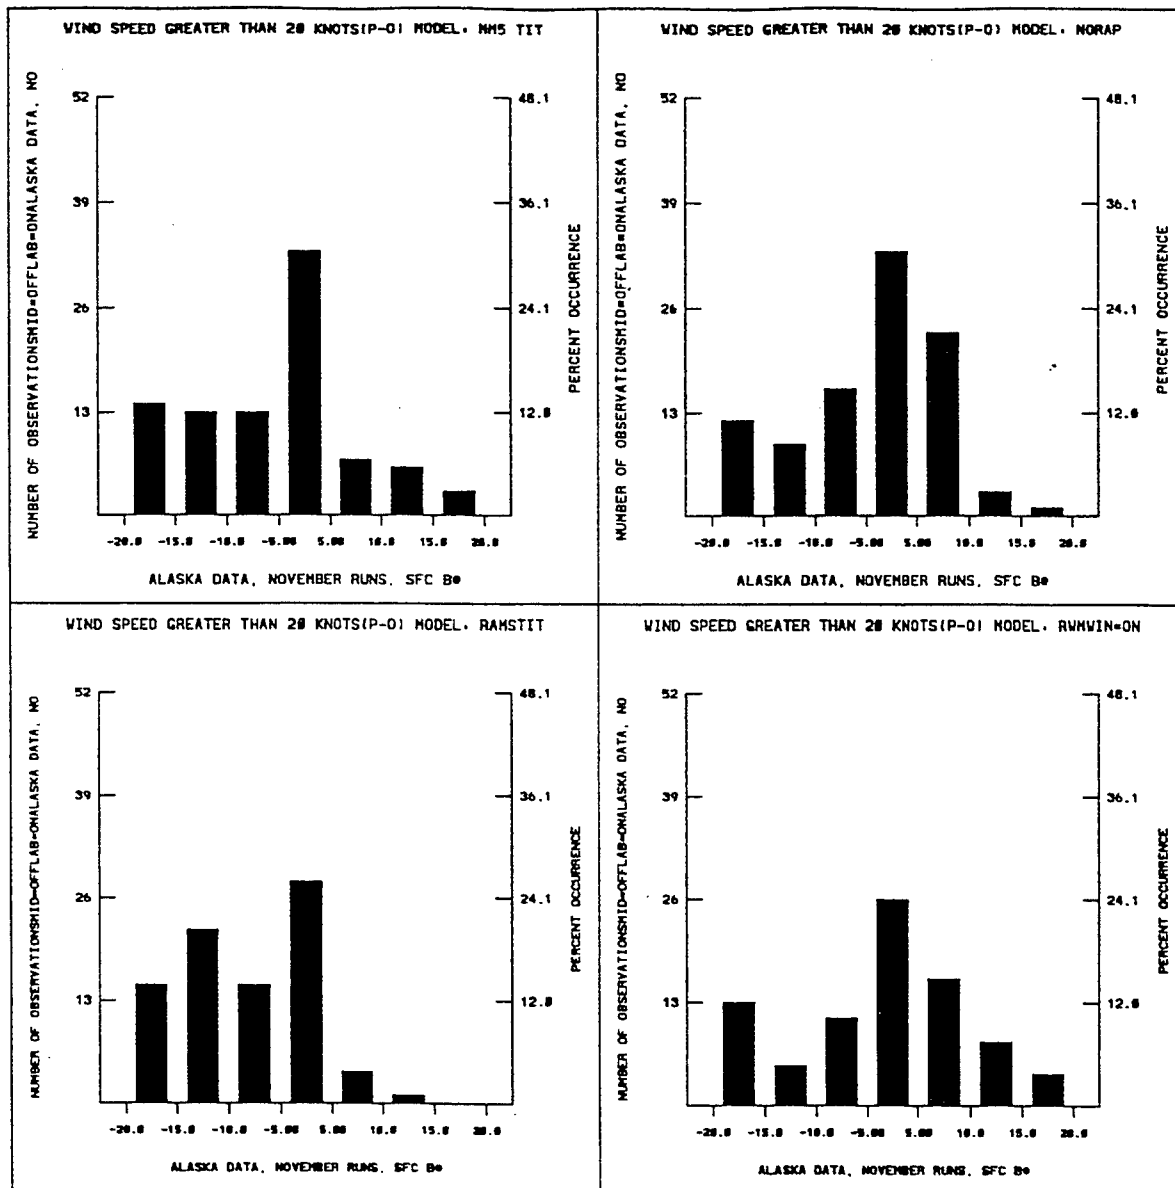 WIND SPEED GREATER THAN 20 KNOTS(P-O) MODEL. MM5 TIT
NUMBER OF OBSERVATIONSMID=OFFLAB=ONALASKA DATA, NO
52
39
26
13
48.1
36.1
24.1
12.0
PERCENT OCCURRENCE
-20.0 -15.0 -10.0 -5.00 5.00 10.0 15.0 20.0
ALASKA DATA, NOVEMBER RUNS, SFC B*
WIND SPEED GREATER THAN 20 KNOTS(P-O) MODEL. NORAP
NUMBER OF OBSERVATIONSMID=OFFLAB=ONALASKA DATA, NO
52
39
26
13
48.1
36.1
24.1
12.0
PERCENT OCCURRENCE
-20.0 -15.0 -10.0 -5.00 5.00 10.0 15.0 20.0
ALASKA DATA, NOVEMBER RUNS, SFC B*
WIND SPEED GREATER THAN 20 KNOTS(P-O) MODEL. RAMSTIT
NUMBER OF OBSERVATIONSMID=OFFLAB=ONALASKA DATA, NO
52
39
26
13
48.1
36.1
24.1
12.0
PERCENT OCCURRENCE
-20.0 -15.0 -10.0 -5.00 5.00 10.0 15.0 20.0
ALASKA DATA, NOVEMBER RUNS, SFC B*
WIND SPEED GREATER THAN 20 KNOTS(P-O) MODEL. RWMWIN=ON
NUMBER OF OBSERVATIONSMID=OFFLAB=ONALASKA DATA, NO
52
39
26
13
48.1
36.1
24.1
12.0
PERCENT OCCURRENCE
-20.0 -15.0 -10.0 -5.00 5.00 10.0 15.0 20.0
ALASKA DATA, NOVEMBER RUNS, SFC B*